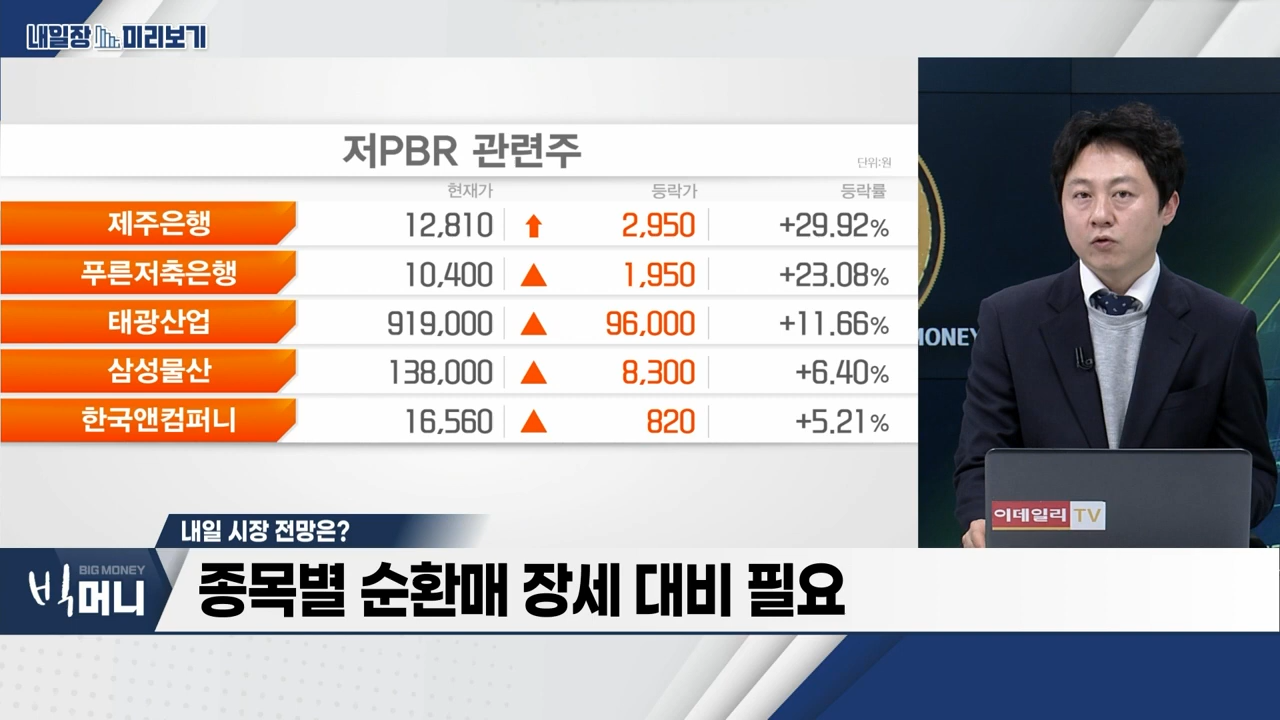 내일장 미리보기
저PBR 관련주
단위:원
현재가 등락가 등락률
제주은행 12,810 2,950 +29.92%
푸른저축은행 10,400 ▲ 1,950 +23.08%
태광산업 919,000 ▲ 96,000 +11.66%
삼성물산 138,000 ▲ 8,300 +6.40%
한국앤컴퍼니 16,560 ▲ 820 +5.21%
MONEY
이데일리 TV
내일 시장 전망은?
BIG MONEY
빅머니
종목별 순환매 장세 대비 필요